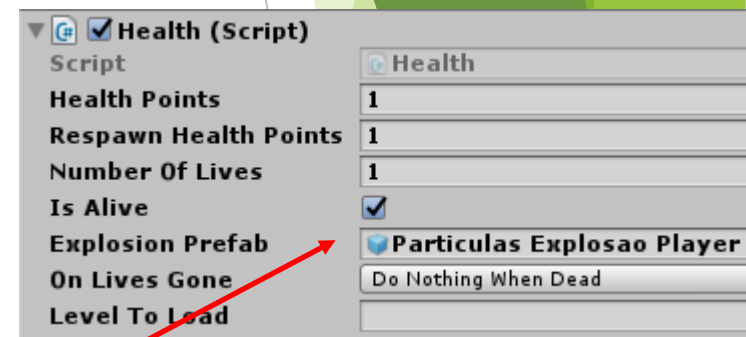 Health (Script)
Script Health
Health Points 1
Respawn Health Points 1
Number Of Lives 1
Is Alive
Explosion Prefab Particulas Explosao Player
On Lives Gone Do Nothing When Dead
Level To Load